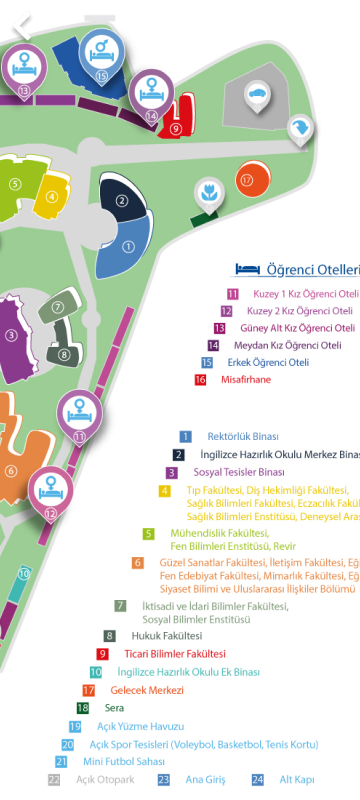 13
15
14
9
5
4
2
17
1
7
3
8
11
6
12
10
Öğrenci Otelleri
11 Kuzey 1 Kız Öğrenci Oteli
12 Kuzey 2 Kız Öğrenci Oteli
13 Güney Alt Kız Öğrenci Oteli
14 Meydan Kız Öğrenci Oteli
15 Erkek Öğrenci Oteli
16 Misafirhane
1 Rektörlük Binası
2 İngilizce Hazırlık Okulu Merkez Binas
3 Sosyal Tesisler Binası
4 Tıp Fakültesi, Diş Hekimliği Fakültesi,
Sağlık Bilimleri Fakültesi, Eczacılık Fakül
Sağlık Bilimleri Enstitüsü, Deneysel Araş
5 Mühendislik Fakültesi,
Fen Bilimleri Enstitüsü, Revir
6 Güzel Sanatlar Fakültesi, İletişim Fakültesi, Eği
Fen Edebiyat Fakültesi, Mimarlık Fakültesi, Eğ
Siyaset Bilimi ve Uluslararası İlişkiler Bölümü
7 İktisadi ve İdari Bilimler Fakültesi,
Sosyal Bilimler Enstitüsü
8 Hukuk Fakültesi
9 Ticari Bilimler Fakültesi
10 İngilizce Hazırlık Okulu Ek Binası
17 Gelecek Merkezi
18 Sera
19 Açık Yüzme Havuzu
20 Açık Spor Tesisleri (Voleybol, Basketbol, Tenis Kortu)
21 Mini Futbol Sahası
22 Açık Otopark 23 Ana Giriş 24 Alt Kapı